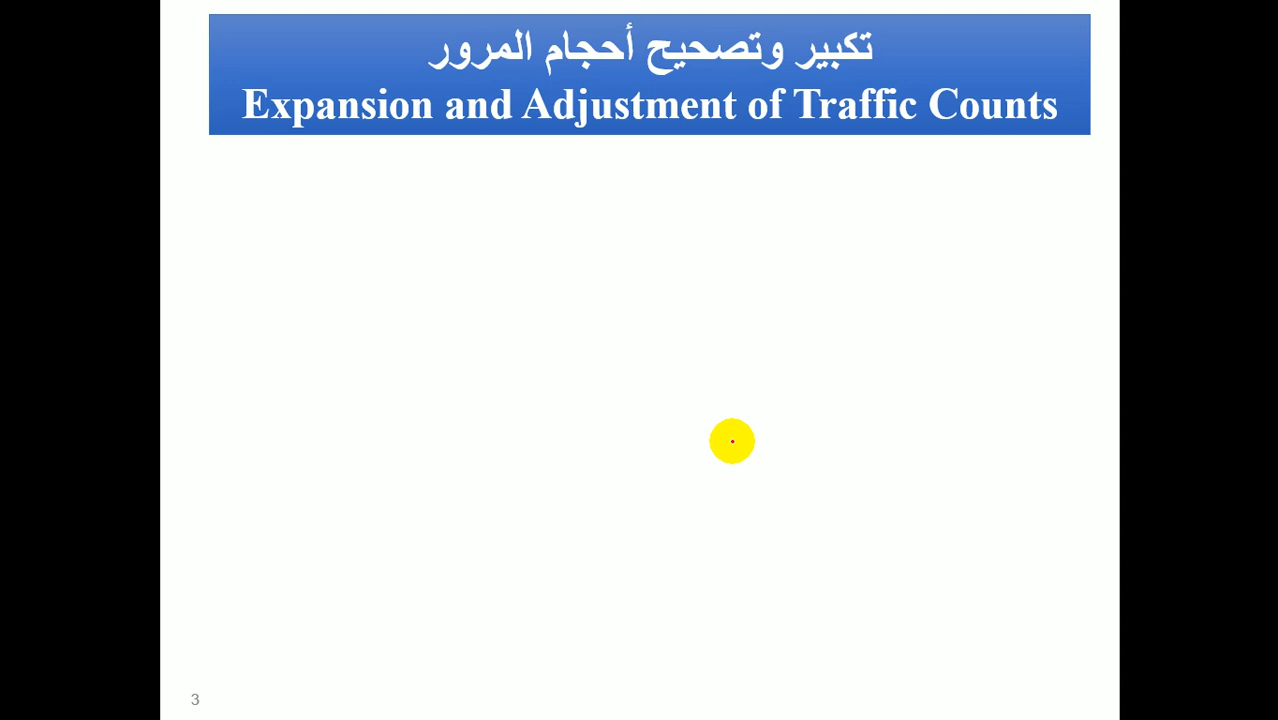 تكبير وتصحيح أحجام المرور
Expansion and Adjustment of Traffic Counts
3